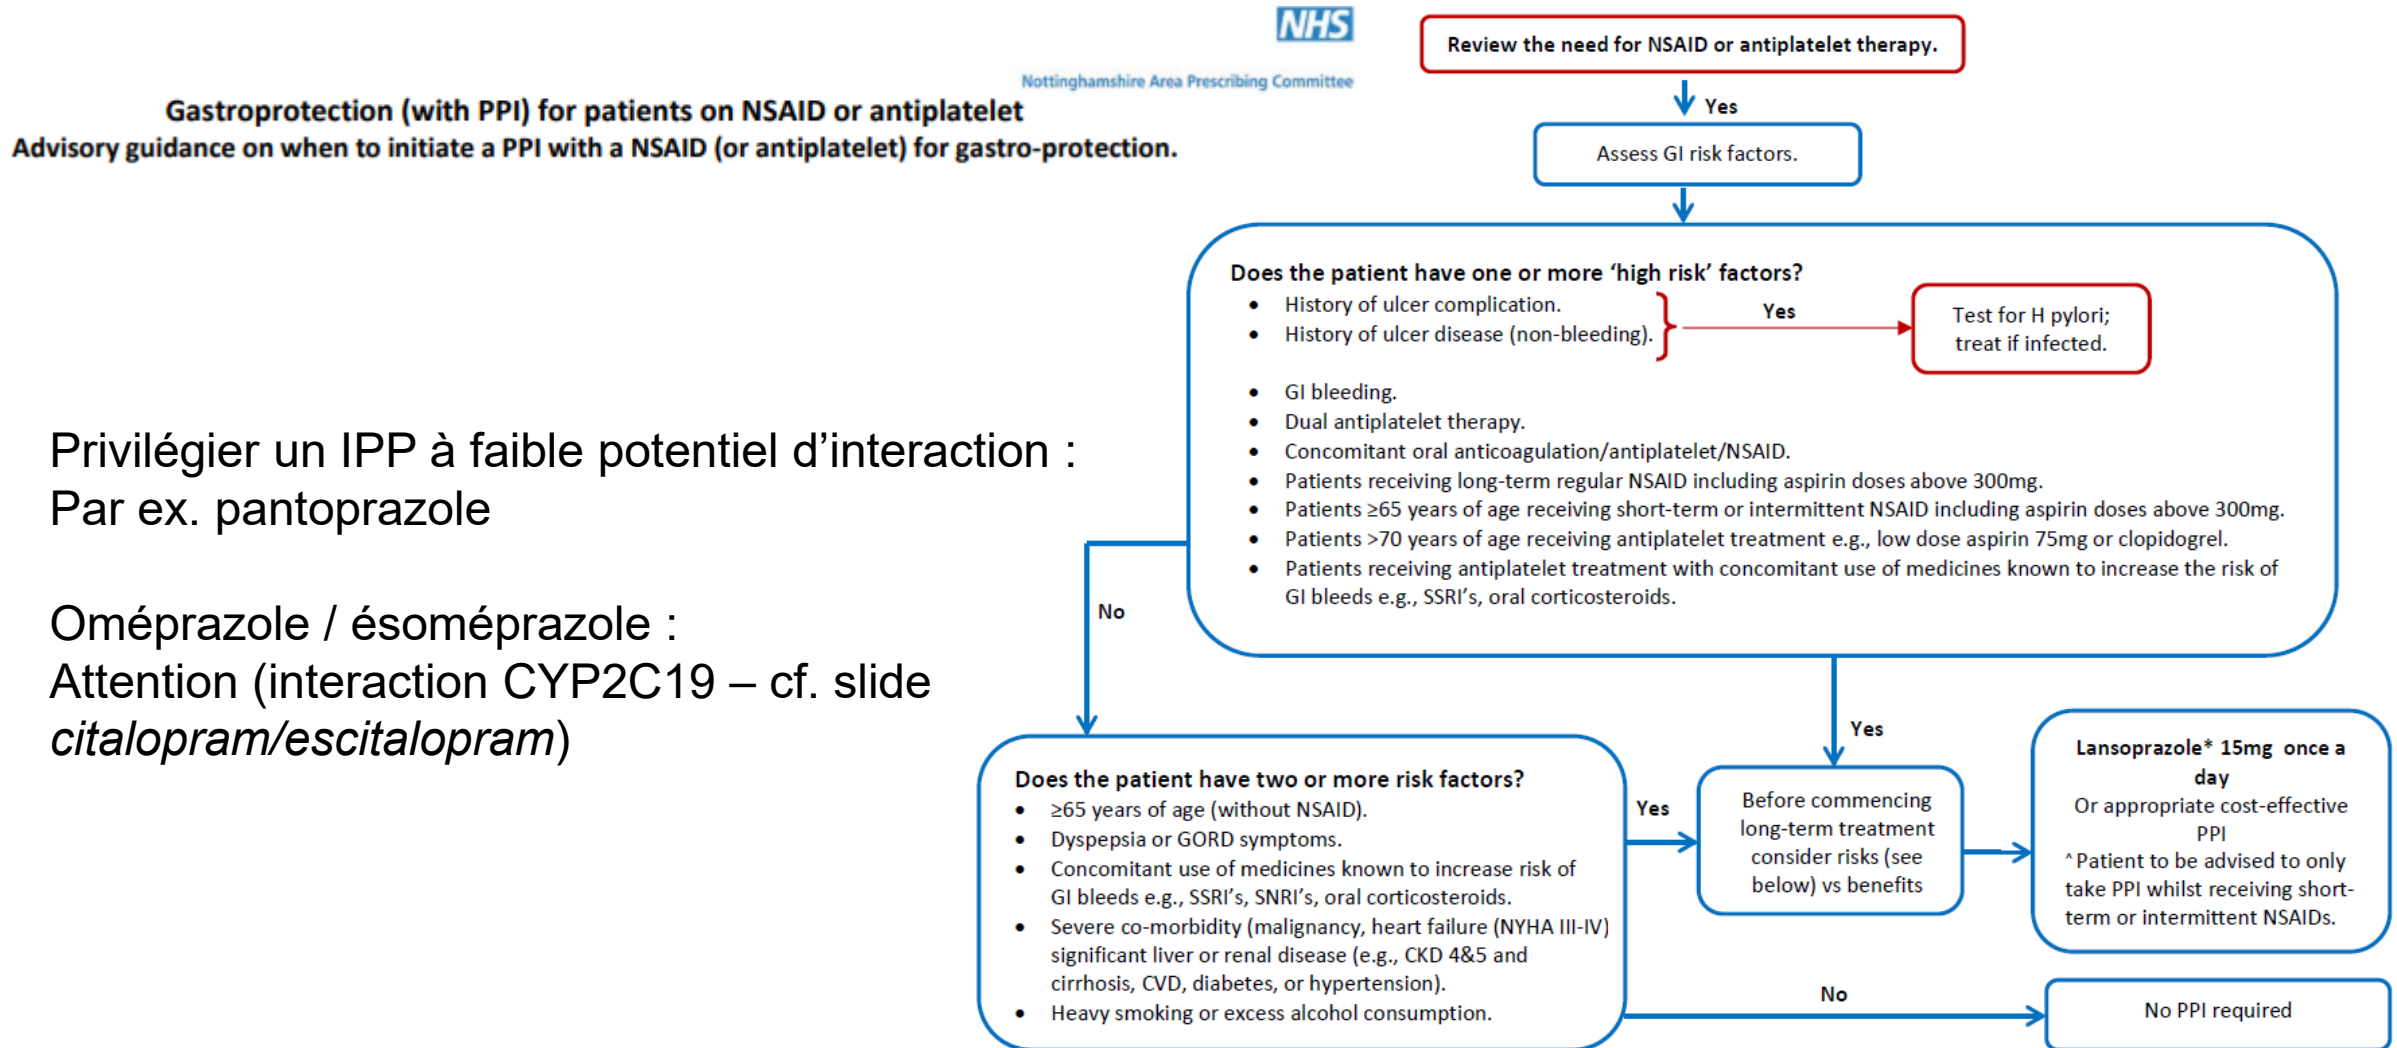 NHS
Nottinghamshire Area Prescribing Committee
Gastroprotection (with PPI) for patients on NSAID or antiplatelet
Advisory guidance on when to initiate a PPI with a NSAID (or antiplatelet) for gastro-protection.
Privilégier un IPP à faible potentiel d’interaction :
Par ex. pantoprazole
Oméprazole / ésoméprazole :
Attention (interaction CYP2C19 – cf. slide
citalopram/escitalopram)
Review the need for NSAID or antiplatelet therapy.
Yes
Assess GI risk factors.
Does the patient have one or more ‘high risk’ factors?
• History of ulcer complication.
• History of ulcer disease (non-bleeding).
Yes
Test for H pylori;
treat if infected.
• GI bleeding.
• Dual antiplatelet therapy.
• Concomitant oral anticoagulation/antiplatelet/NSAID.
• Patients receiving long-term regular NSAID including aspirin doses above 300mg.
• Patients ≥65 years of age receiving short-term or intermittent NSAID including aspirin doses above 300mg.
• Patients >70 years of age receiving antiplatelet treatment e.g., low dose aspirin 75mg or clopidogrel.
• Patients receiving antiplatelet treatment with concomitant use of medicines known to increase the risk of
GI bleeds e.g., SSRI’s, oral corticosteroids.
No
Yes
Does the patient have two or more risk factors?
• ≥65 years of age (without NSAID).
• Dyspepsia or GORD symptoms.
• Concomitant use of medicines known to increase risk of
GI bleeds e.g., SSRI’s, SNRI’s, oral corticosteroids.
• Severe co-morbidity (malignancy, heart failure (NYHA III-IV)
significant liver or renal disease (e.g., CKD 4&5 and
cirrhosis, CVD, diabetes, or hypertension).
• Heavy smoking or excess alcohol consumption.
Yes
Before commencing
long-term treatment
consider risks (see
below) vs benefits
Lansoprazole* 15mg once a
day
Or appropriate cost-effective
PPI
^Patient to be advised to only
take PPI whilst receiving short-
term or intermittent NSAIDs.
No
No PPI required